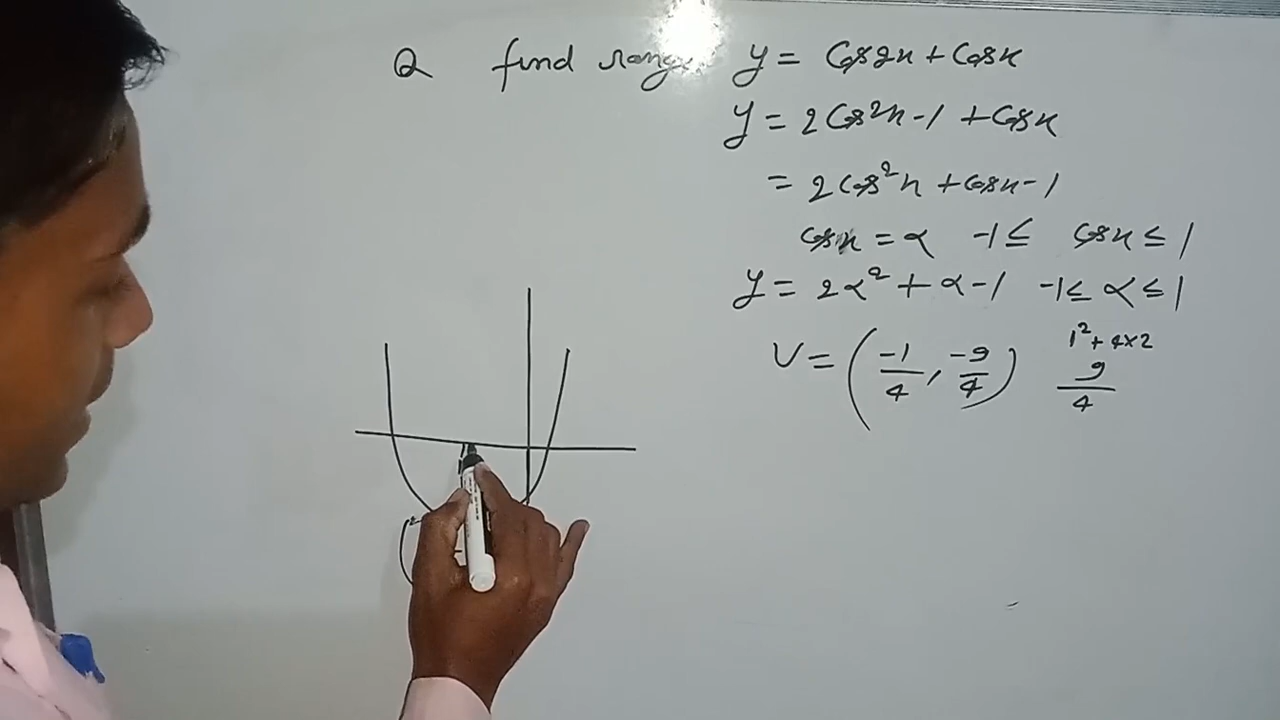 Q find range y = Cos2x + Cosx
y = 2Cos²x - 1 + Cosx
= 2cos²x + cosx - 1
cosx = α -1 ≤ cosx ≤ 1
y = 2α² + α - 1 -1 ≤ α ≤ 1
V = (-1/4, -9/4) 1² + 4×2
9/4